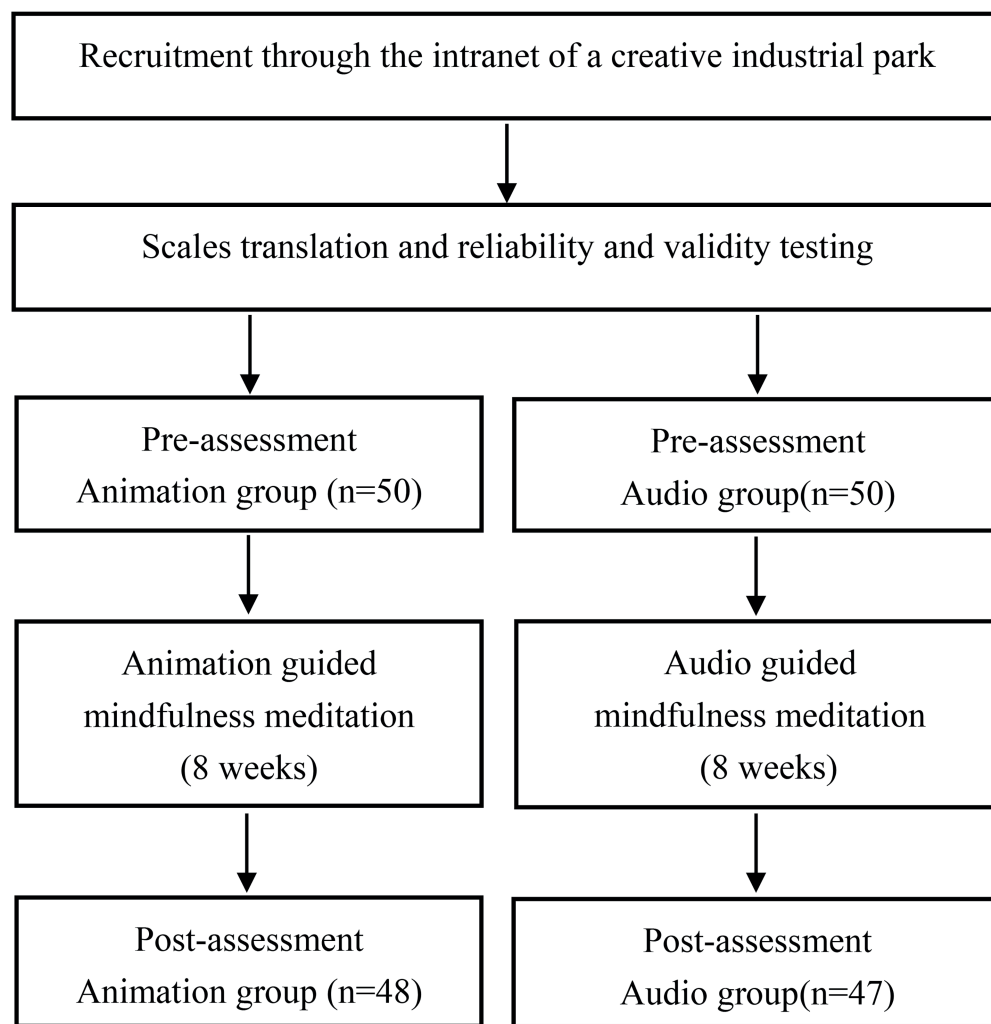 Recruitment through the intranet of a creative industrial park
Scales translation and reliability and validity testing
Pre-assessment
Animation group (n=50)
Pre-assessment
Audio group(n=50)
Animation guided
mindfulness meditation
(8 weeks)
Audio guided
mindfulness meditation
(8 weeks)
Post-assessment
Animation group (n=48)
Post-assessment
Audio group(n=47)